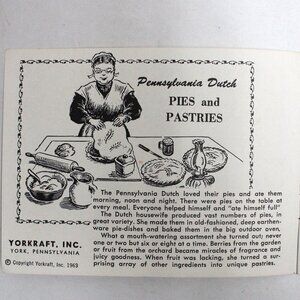 Pennsylvania Dutch
PIES and
PASTRIES
The Pennsylvania Dutch loved their pies and ate them
morning, noon and night. There were pies on the table at
every meal. Everyone helped himself and "ate himself full"
The Dutch housewife produced vast numbers of pies, in
great variety. She made them in old-fashioned, deep earthen-
ware pie-dishes and baked them in the big outdoor oven.
What a mouth-watering assortment she turned out; never
one or two but six or eight at a time. Berries from the garden
or fruit from the orchard became miracles of fragrance and
juicy goodness. When fruit was lacking, she turned a sur-
prising array of other ingredients into unique pastries.
YORKRAFT, INC.
YORK, PENNSYLVANIA
© Copyright Yorkraft, Inc. 1969